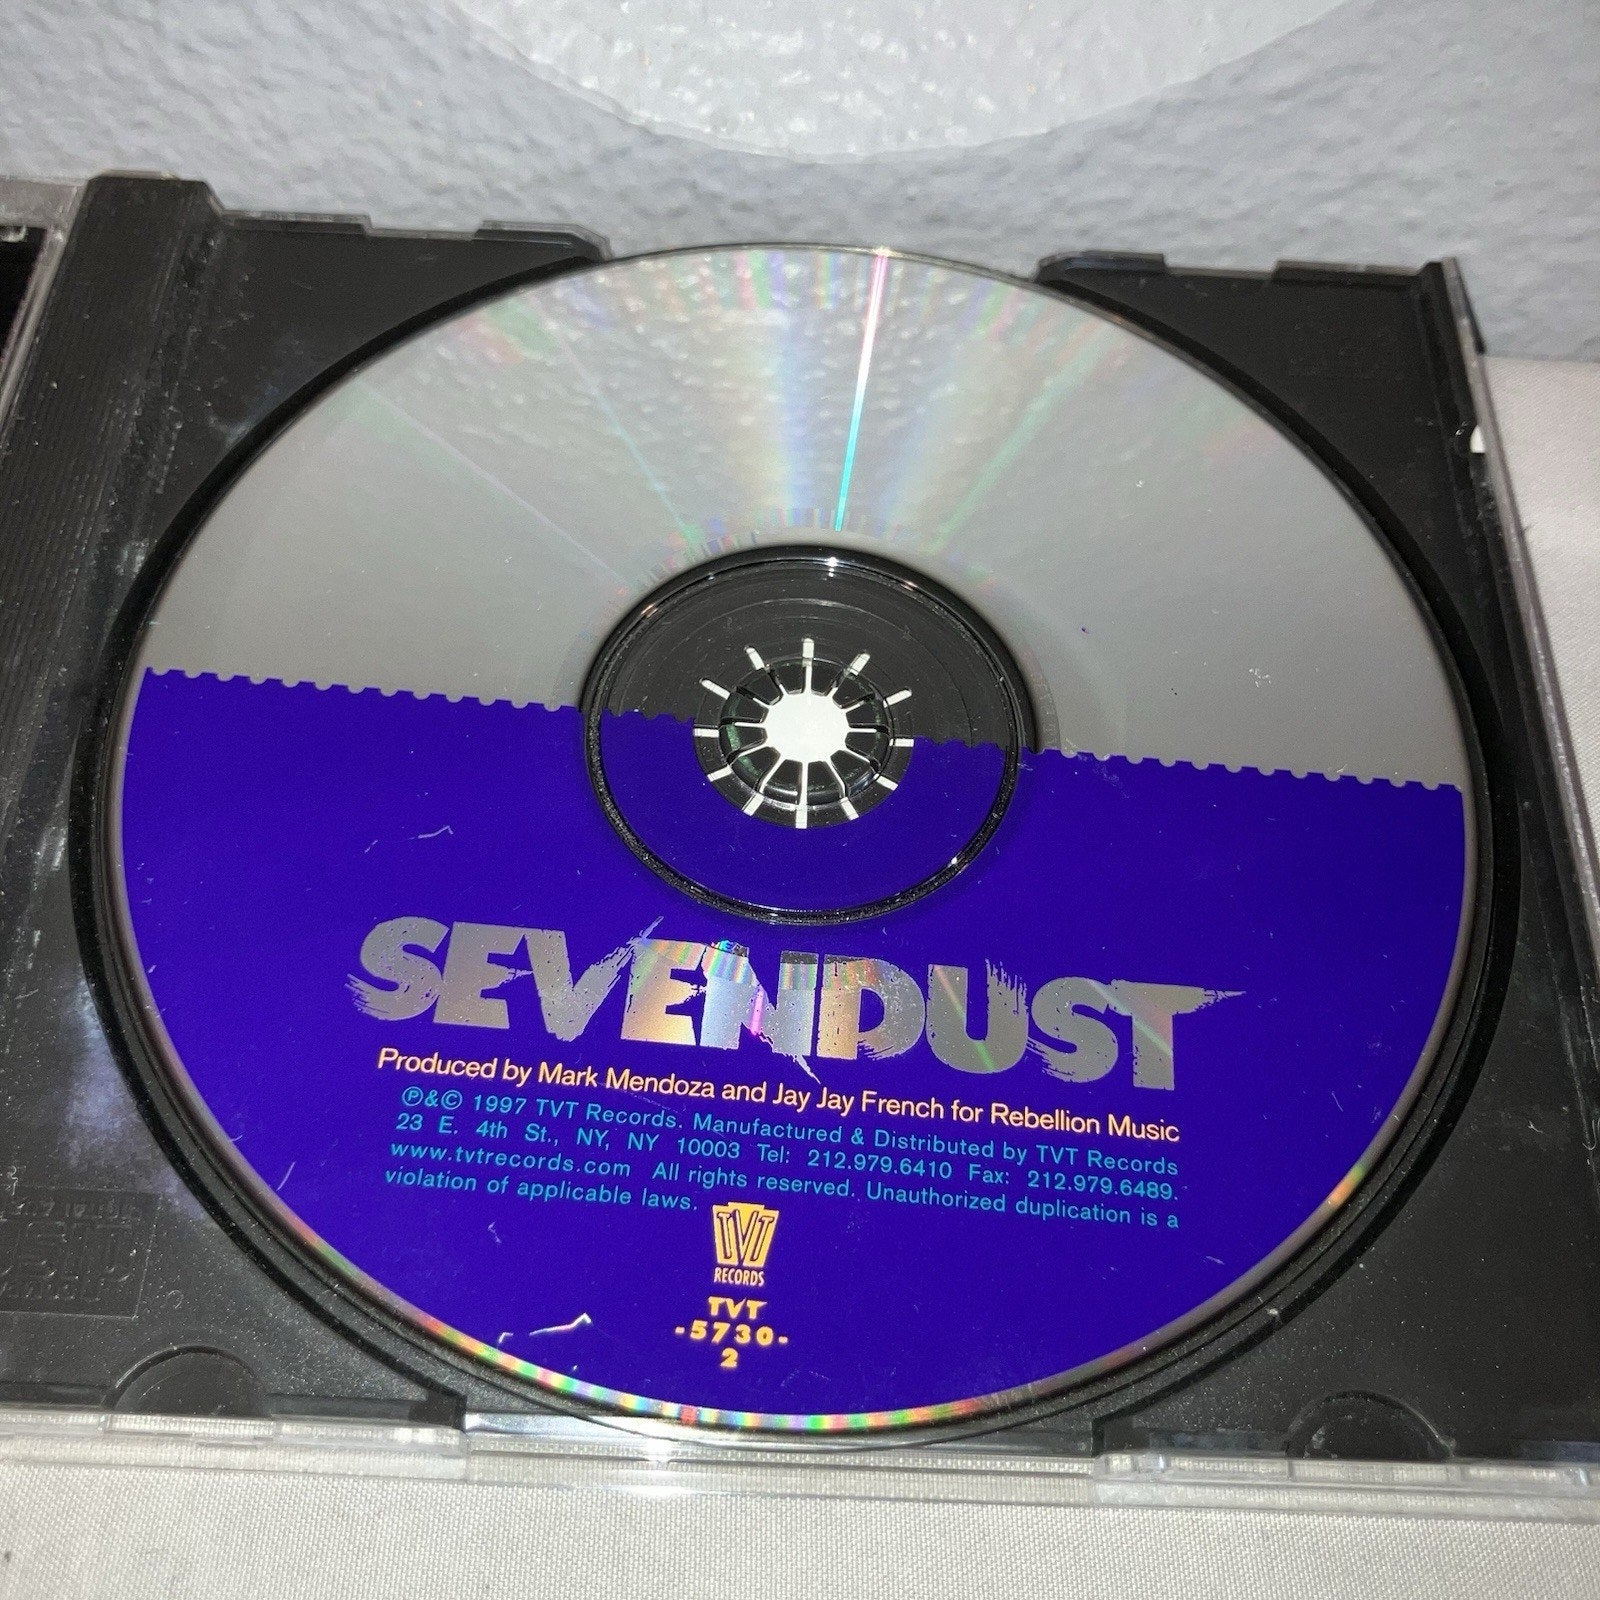 SEVENDUST
Produced by Mark Mendoza and Jay Jay French for Rebellion Music
℗&© 1997 TVT Records. Manufactured & Distributed by TVT Records
23 E. 4th St., NY, NY 10003 Tel: 212.979.6410 Fax: 212.979.6489.
www.tvtrecords.com All rights reserved. Unauthorized duplication is a
violation of applicable laws.
TVT
RECORDS
TVT
-5730-
2